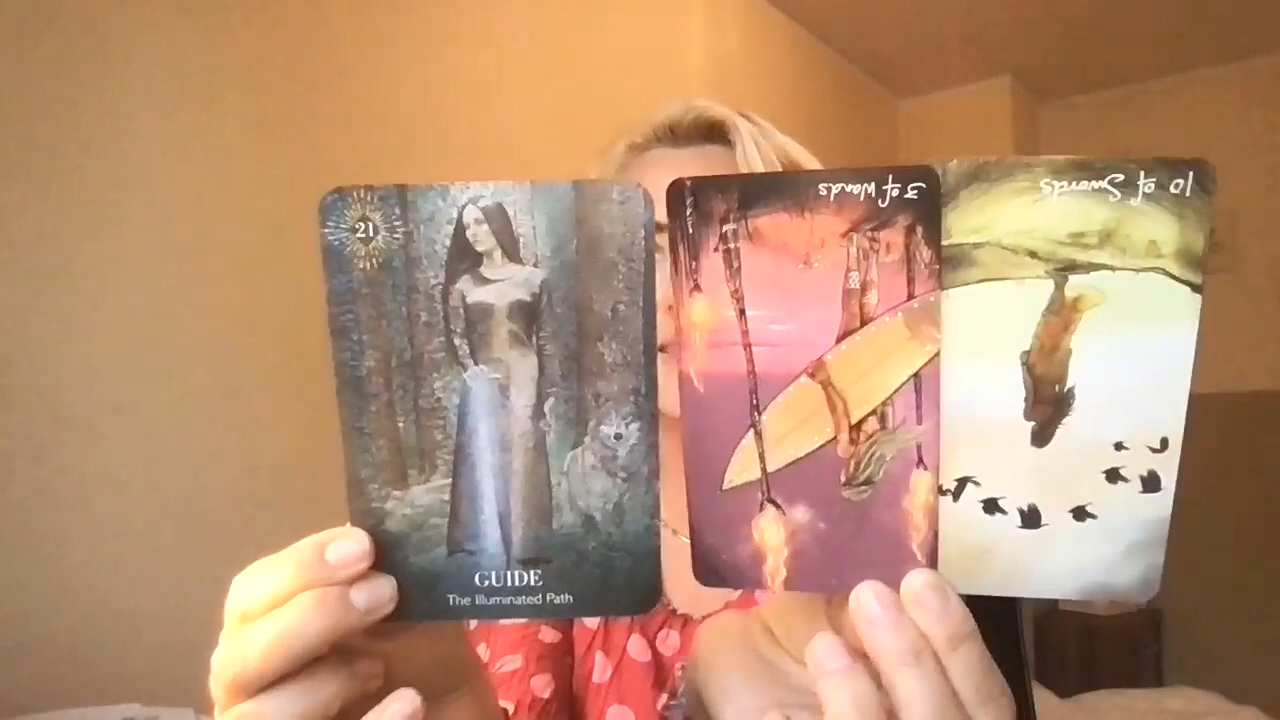 21
GUIDE
The Illuminated Path
3 of Wands
10 of Swords